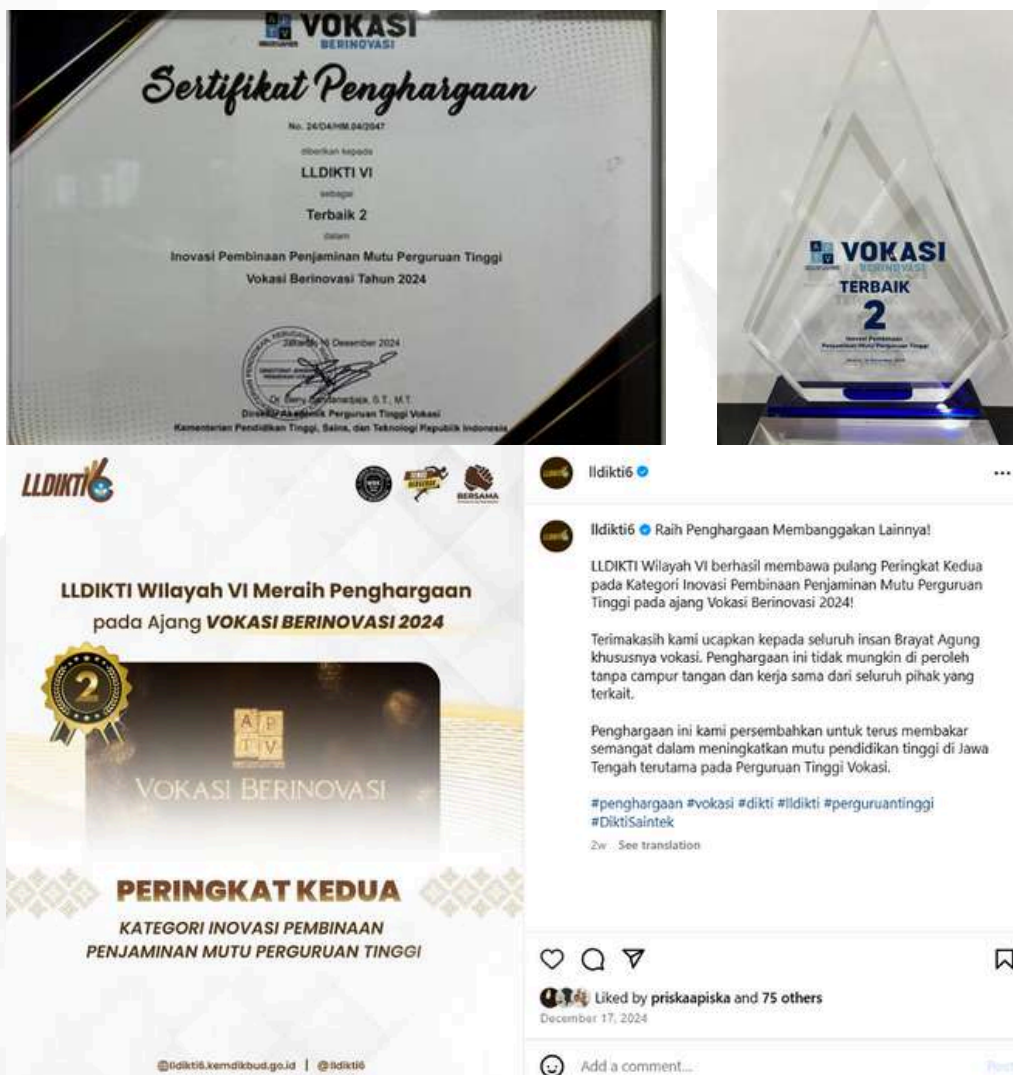 VOKASI
BERINOVASI
Sertifikat Penghargaan
No. 24/D4/HM.04/2047
diberikan kepada
LLDIKTI VI
sebagai
Terbaik 2
dalam
Inovasi Pembinaan Penjaminan Mutu Perguruan Tinggi
Vokasi Berinovasi Tahun 2024
Jakarta, 16 Desember 2024
S.T., M.T.
Direktur Akademik Perguruan Tinggi Vokasi
Kementerian Pendidikan Tinggi, Sains, dan Teknologi Republik Indonesia
VOKASI
BERINOVASI
TERBAIK
2
Inovasi Pembinaan
Penjaminan Mutu Perguruan Tinggi
LLDIKTI6
BERSAMA
LLDIKTI WIlayah VI Meraih Penghargaan
pada Ajang VOKASI BERINOVASI 2024
2
A P
T V
VOKASI BERINOVASI
PERINGKAT KEDUA
KATEGORI INOVASI PEMBINAAN
PENJAMINAN MUTU PERGURUAN TINGGI
@lldikti6.kemdikbud.go.id | @lldikti6
lldikti6
lldikti6 Raih Penghargaan Membanggakan Lainnya!
LLDIKTI Wilayah VI berhasil membawa pulang Peringkat Kedua
pada Kategori Inovasi Pembinaan Penjaminan Mutu Perguruan
Tinggi pada ajang Vokasi Berinovasi 2024!
Terimakasih kami ucapkan kepada seluruh insan Brayat Agung
khususnya vokasi. Penghargaan ini tidak mungkin di peroleh
tanpa campur tangan dan kerja sama dari seluruh pihak yang
terkait.
Penghargaan ini kami persembahkan untuk terus membakar
semangat dalam meningkatkan mutu pendidikan tinggi di Jawa
Tengah terutama pada Perguruan Tinggi Vokasi.
#penghargaan #vokasi #dikti #lldikti #perguruantinggi
#DiktiSaintek
2w See translation
Liked by priskaapiska and 75 others
December 17, 2024
Add a comment...
Post